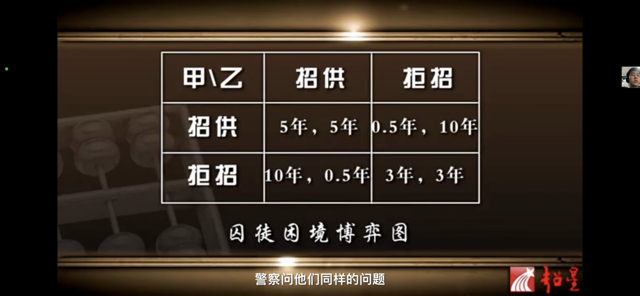 甲\乙 招供 拒招
招供 5年，5年 0.5年，10年
拒招 10年，0.5年 3年，3年
囚徒困境博弈图
警察问他们同样的问题
超星